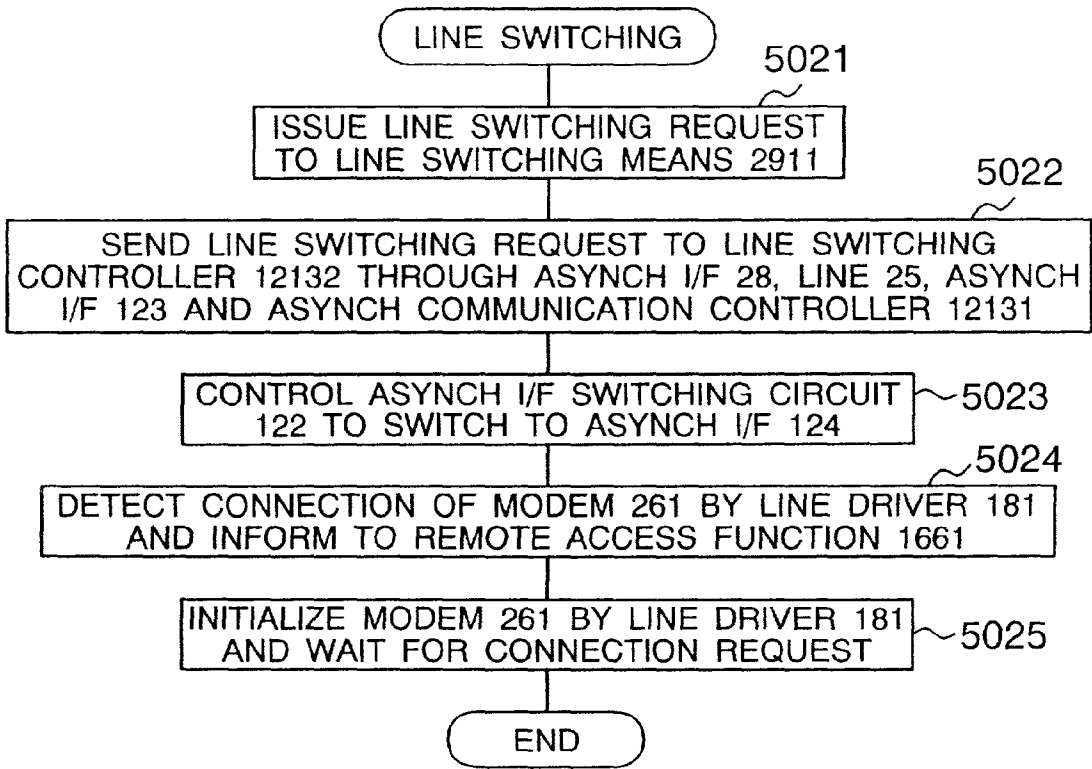 LINE SWITCHING
5021
ISSUE LINE SWITCHING REQUEST
TO LINE SWITCHING MEANS 2911
5022
SEND LINE SWITCHING REQUEST TO LINE SWITCHING
CONTROLLER 12132 THROUGH ASYNCH I/F 28, LINE 25, ASYNCH
I/F 123 AND ASYNCH COMMUNICATION CONTROLLER 12131
CONTROL ASYNCH I/F SWITCHING CIRCUIT
122 TO SWITCH TO ASYNCH I/F 124
5023
5024
DETECT CONNECTION OF MODEM 261 BY LINE DRIVER 181
AND INFORM TO REMOTE ACCESS FUNCTION 1661
INITIALIZE MODEM 261 BY LINE DRIVER 181
AND WAIT FOR CONNECTION REQUEST
5025
END